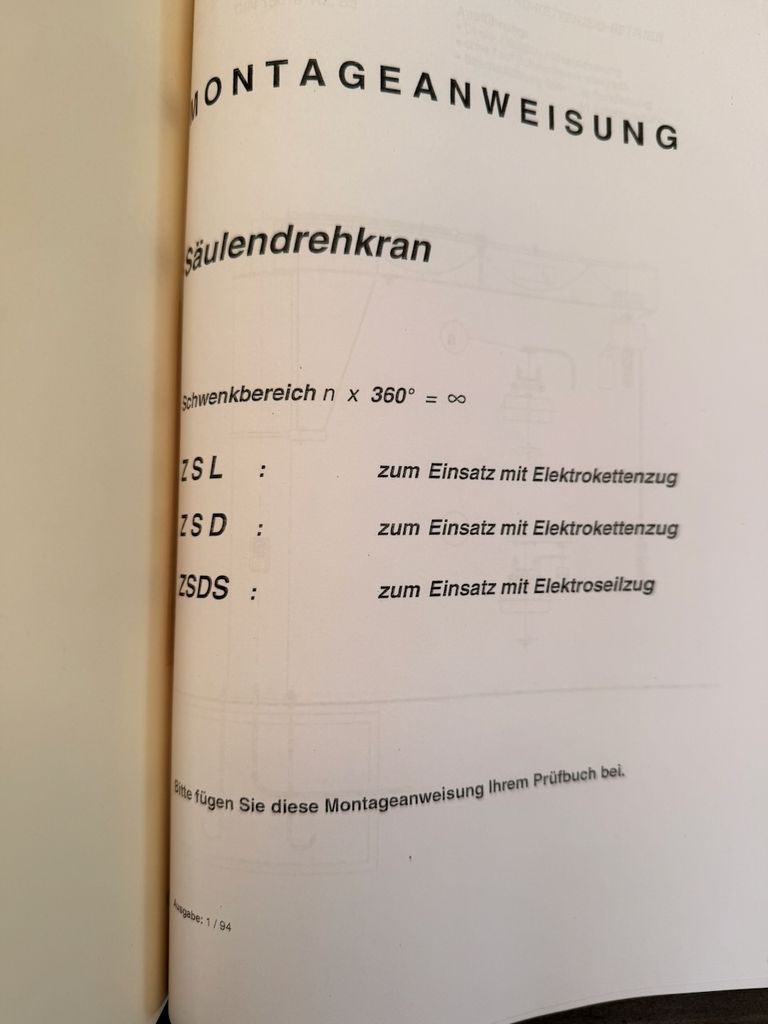 MONTAGEANWEISUNG
Säulendrehkran
Schwenkbereich n x 360° = ∞
ZSL : zum Einsatz mit Elektrokettenzug
ZSD : zum Einsatz mit Elektrokettenzug
ZSDS : zum Einsatz mit Elektroseilzug
Bitte fügen Sie diese Montageanweisung Ihrem Prüfbuch bei.
Ausgabe: 1 / 94